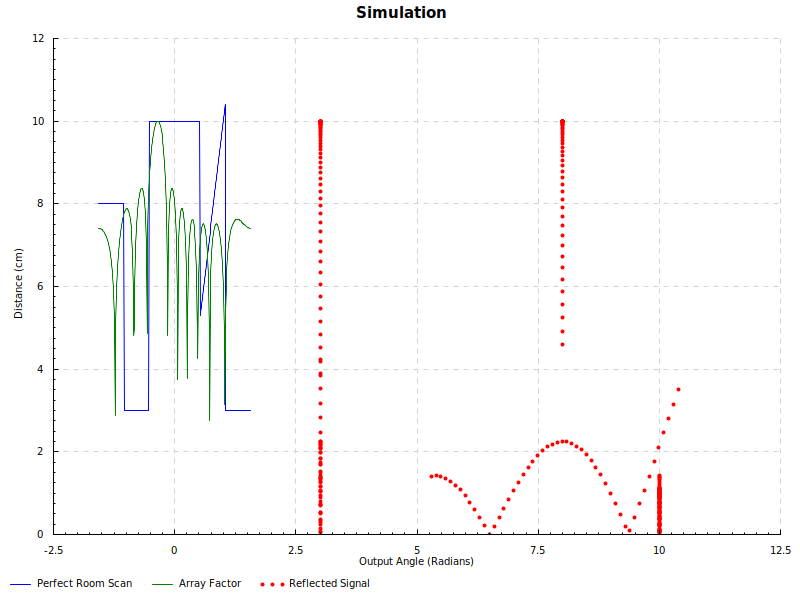 Simulation
12
10
8
6
4
2
0
Distance (cm)
-2.5
0
2.5
5
7.5
10
12.5
Output Angle (Radians)
Perfect Room Scan
Array Factor
Reflected Signal